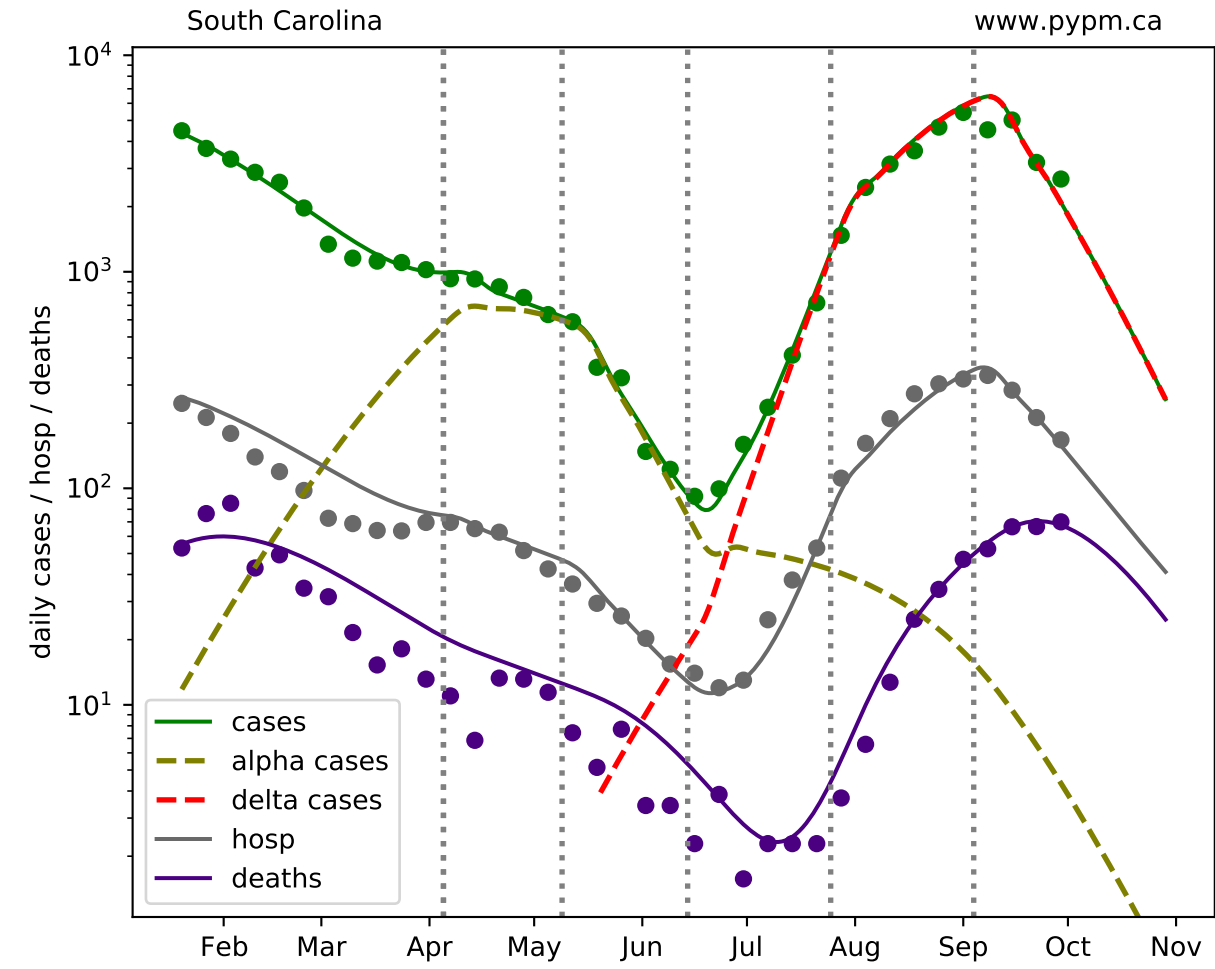 South Carolina
www.pypm.ca
daily cases / hosp / deaths
10^4
10^3
10^2
10^1
cases
alpha cases
delta cases
hosp
deaths
Feb Mar Apr May Jun Jul Aug Sep Oct Nov